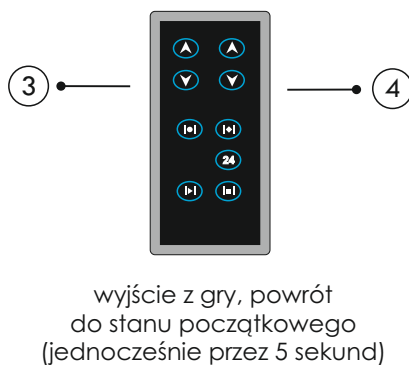 3
4
24
wyjście z gry, powrót
do stanu początkowego
(jednocześnie przez 5 sekund)